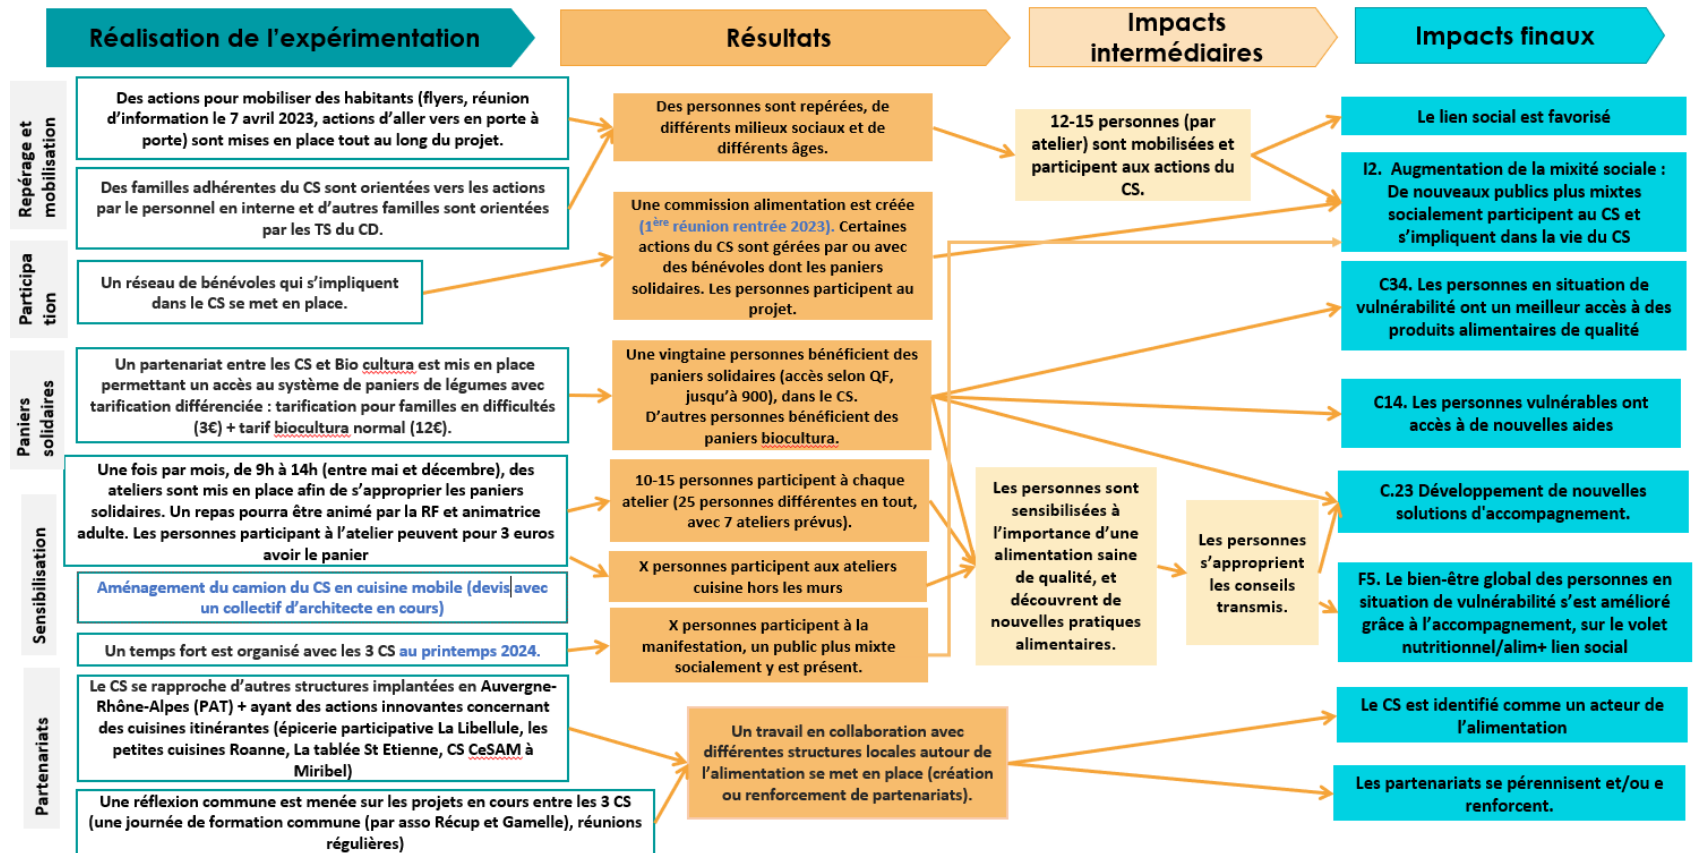 Réalisation de l’expérimentation
Résultats
Impacts
intermédiaires
Impacts finaux
Repérage et
mobilisation
Des actions pour mobiliser des habitants (flyers, réunion
d’information le 7 avril 2023, actions d’aller vers en porte à
porte) sont mises en place tout au long du projet.
Des familles adhérentes du CS sont orientées vers les actions
par le personnel en interne et d’autres familles sont orientées
par les TS du CD.
Des personnes sont repérées, de
différents milieux sociaux et de
différents âges.
12-15 personnes (par
atelier) sont mobilisées et
participent aux actions du
CS.
Le lien social est favorisé
I2.  Augmentation de la mixité sociale :
De nouveaux publics plus mixtes
socialement participent au CS et
s’impliquent dans la vie du CS
Participa
tion
Un réseau de bénévoles qui s’impliquent
dans le CS se met en place.
Une commission alimentation est créée
(1ère réunion rentrée 2023). Certaines
actions du CS sont gérées par ou avec
des bénévoles dont les paniers
solidaires. Les personnes participent au
projet.
C34. Les personnes en situation de
vulnérabilité ont un meilleur accès à des
produits alimentaires de qualité
Paniers
solidaires
Un partenariat entre les CS et Bio cultura est mis en place
permettant un accès au système de paniers de légumes avec
tarification différenciée : tarification pour familles en difficultés
(3€) + tarif biocultura normal (12€).
Une vingtaine personnes bénéficient des
paniers solidaires (accès selon QF,
jusqu’à 900), dans le CS.
D’autres personnes bénéficient des
paniers biocultura.
C14. Les personnes vulnérables ont
accès à de nouvelles aides
Sensibilisation
Une fois par mois, de 9h à 14h (entre mai et décembre), des
ateliers sont mis en place afin de s’approprier les paniers
solidaires. Un repas pourra être animé par la RF et animatrice
adulte. Les personnes participant à l’atelier peuvent pour 3 euros
avoir le panier
Aménagement du camion du CS en cuisine mobile (devis avec
un collectif d’architecte en cours)
Un temps fort est organisé avec les 3 CS au printemps 2024.
10-15 personnes participent à chaque
atelier (25 personnes différentes en tout,
avec 7 ateliers prévus).
X personnes participent aux ateliers
cuisine hors les murs
X personnes participent à la
manifestation, un public plus mixte
socialement y est présent.
Les personnes sont
sensibilisées à
l’importance d’une
alimentation saine
de qualité, et
découvrent de
nouvelles pratiques
alimentaires.
Les personnes
s’approprient
les conseils
transmis.
C.23 Développement de nouvelles
solutions d'accompagnement.
F5. Le bien-être global des personnes en
situation de vulnérabilité s’est amélioré
grâce à l’accompagnement, sur le volet
nutritionnel/alim+ lien social
Partenariats
Le CS se rapproche d’autres structures implantées en Auvergne-
Rhône-Alpes (PAT) + ayant des actions innovantes concernant
des cuisines itinérantes (épicerie participative La Libellule, les
petites cuisines Roanne, La tablée St Etienne, CS CeSAM à
Miribel)
Une réflexion commune est menée sur les projets en cours entre les 3 CS
(une journée de formation commune (par asso Récup et Gamelle), réunions
régulières)
Un travail en collaboration avec
différentes structures locales autour de
l’alimentation se met en place (création
ou renforcement de partenariats).
Le CS est identifié comme un acteur de
l’alimentation
Les partenariats se pérennisent et/ou e
renforcent.